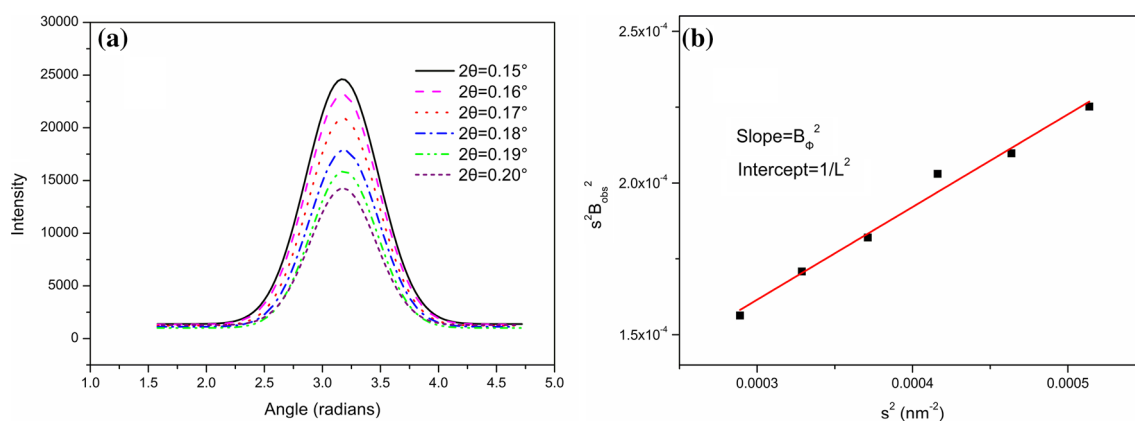 (a)
30000
25000
20000
15000
10000
5000
0
Intensity
1.0 1.5 2.0 2.5 3.0 3.5 4.0 4.5 5.0
Angle (radians)
2θ=0.15°
2θ=0.16°
2θ=0.17°
2θ=0.18°
2θ=0.19°
2θ=0.20°
(b)
2.5x10⁻⁴
2.0x10⁻⁴
1.5x10⁻⁴
s²B_obs²
Slope=B_Φ²
Intercept=1/L²
0.0003 0.0004 0.0005
s² (nm⁻²)